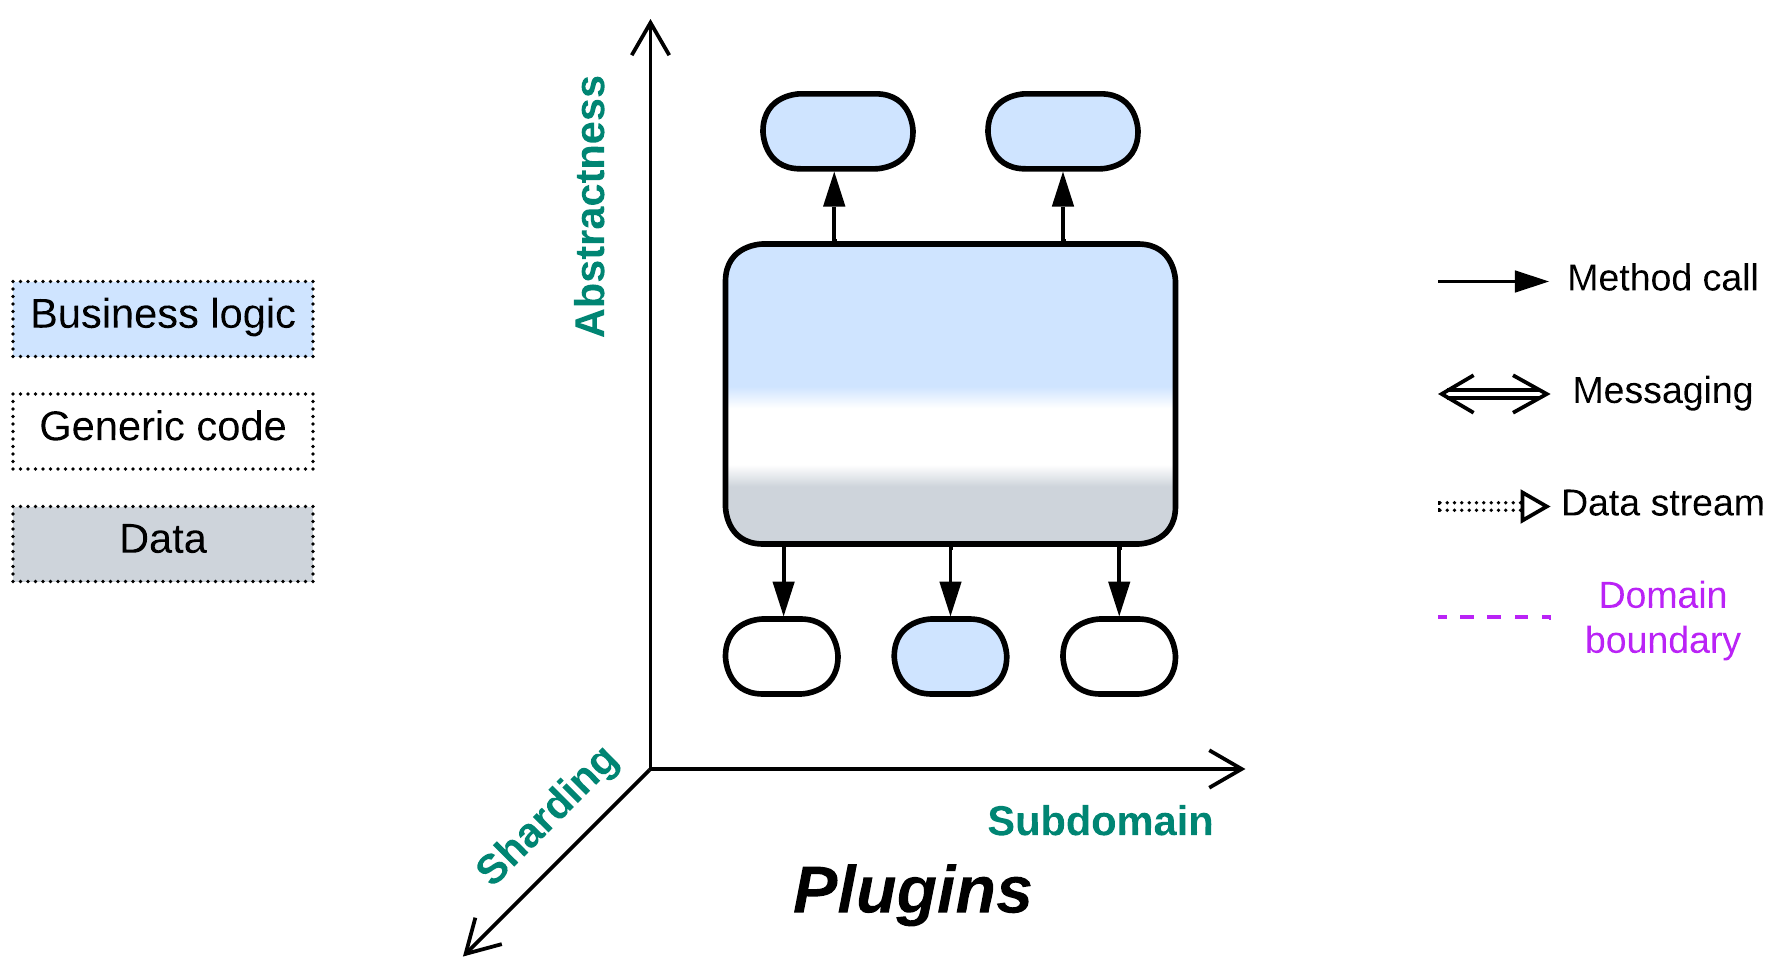 Business logic
Generic code
Data
Abstractness
Sharding
Subdomain
Plugins
Method call
Messaging
Data stream
Domain
boundary